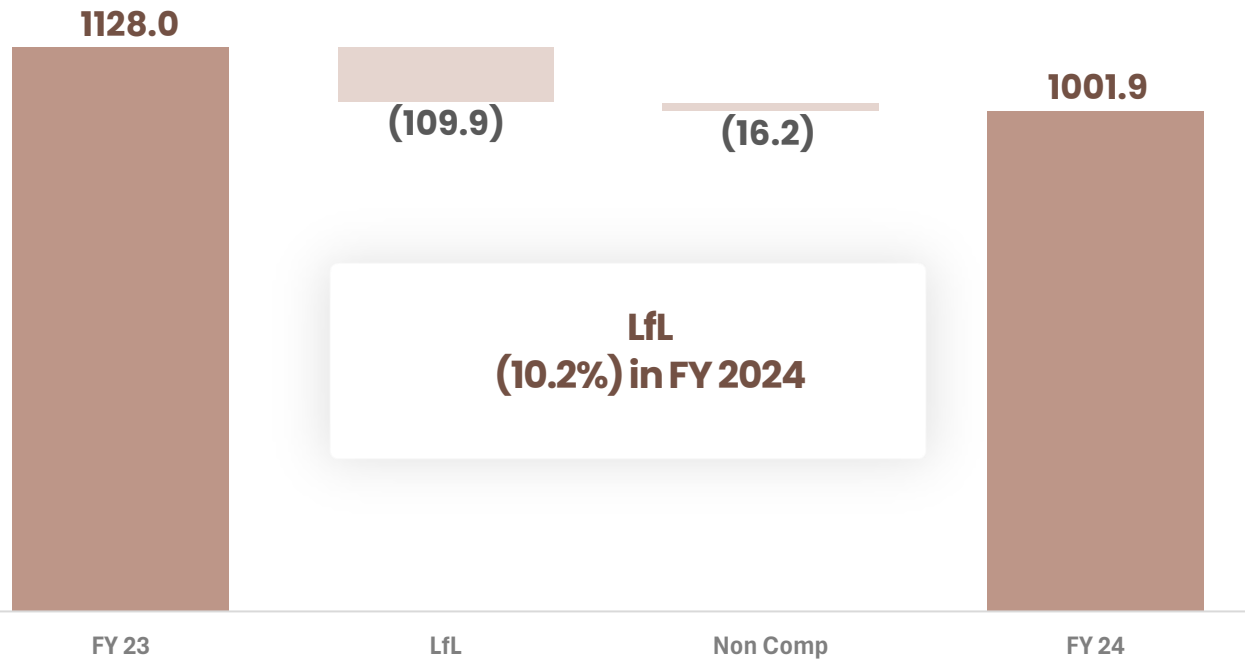 1128.0
(109.9)
(16.2)
1001.9
LfL
(10.2%) in FY 2024
FY 23
LfL
Non Comp
FY 24